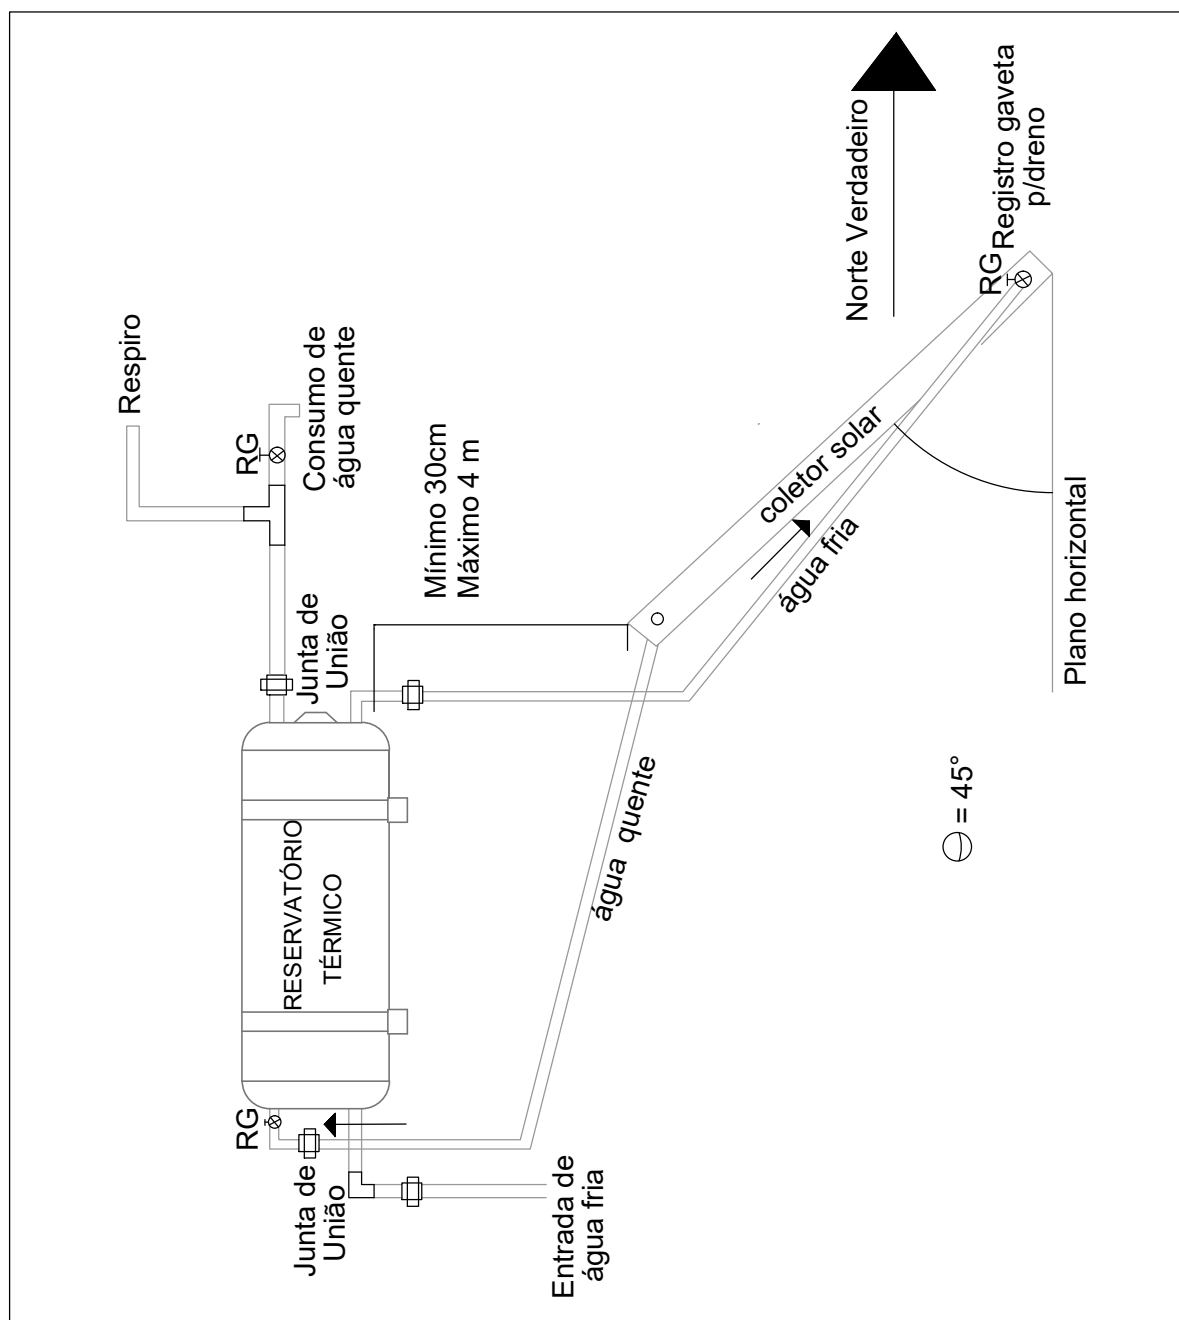 Respiro
RG
Consumo de
água quente
Junta de
União
RESERVATÓRIO
TÉRMICO
RG
Junta de
União
Entrada de
água fria
Mínimo 30cm
Máximo 4 m
água quente
coletor solar
água fria
Norte Verdadeiro
RG
Registro gaveta
p/dreno
Plano horizontal
= 45°